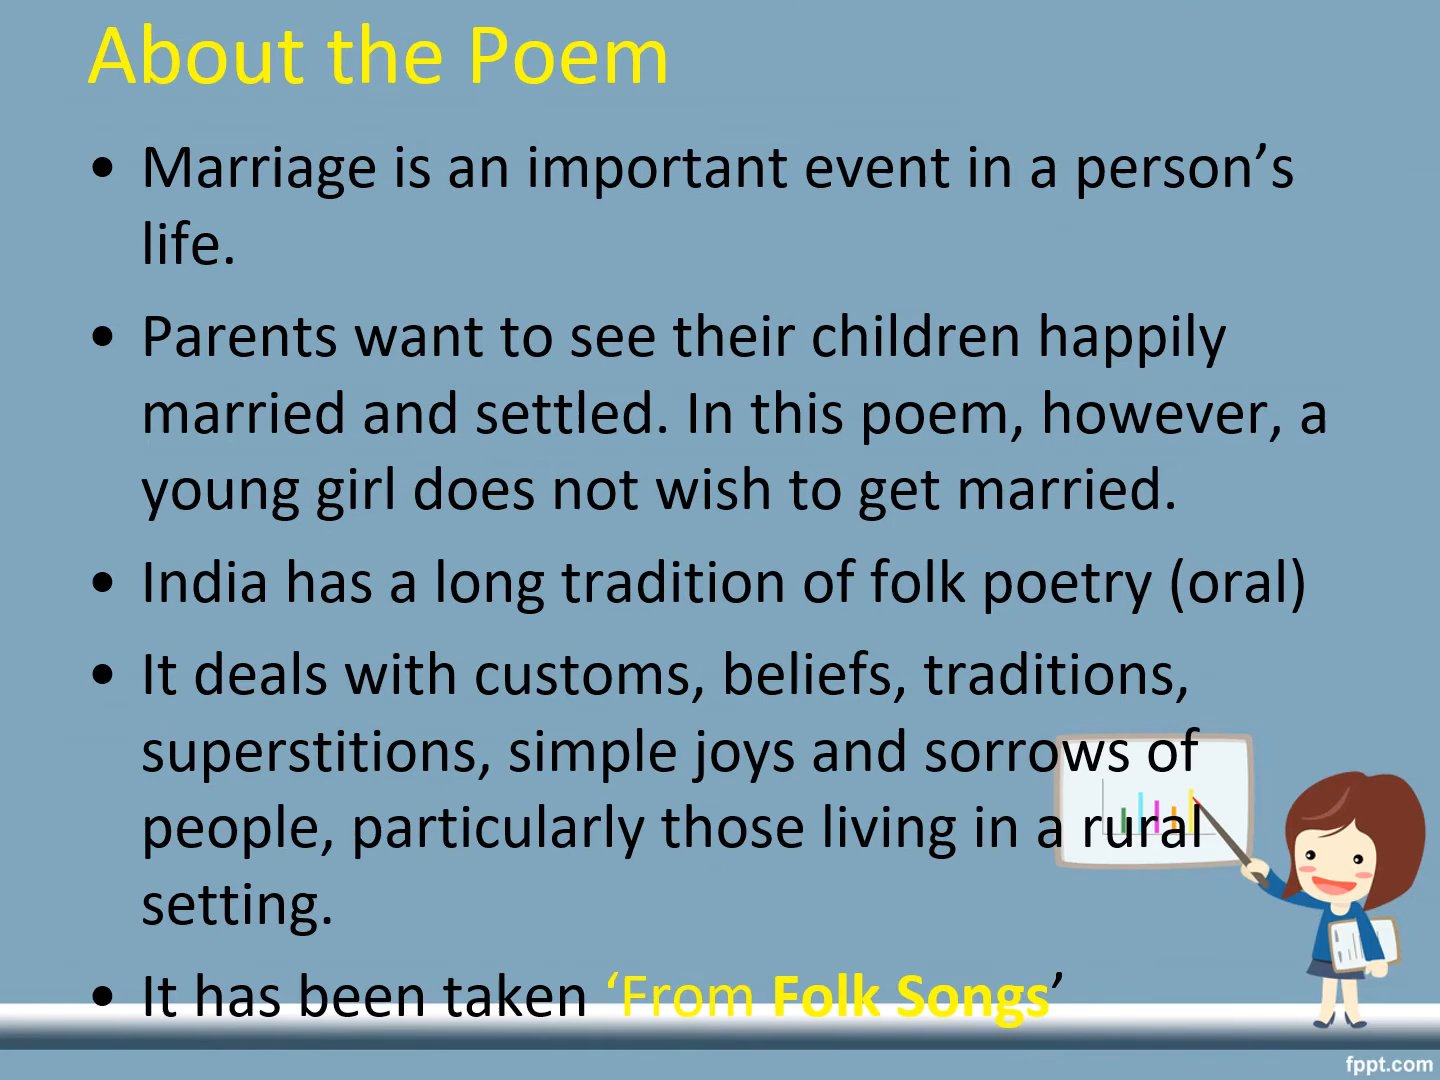 About the Poem
• Marriage is an important event in a person’s
life.
• Parents want to see their children happily
married and settled. In this poem, however, a
young girl does not wish to get married.
• India has a long tradition of folk poetry (oral)
• It deals with customs, beliefs, traditions,
superstitions, simple joys and sorrows of
people, particularly those living in a rural
setting.
• It has been taken ‘From Folk Songs’
fppt.com